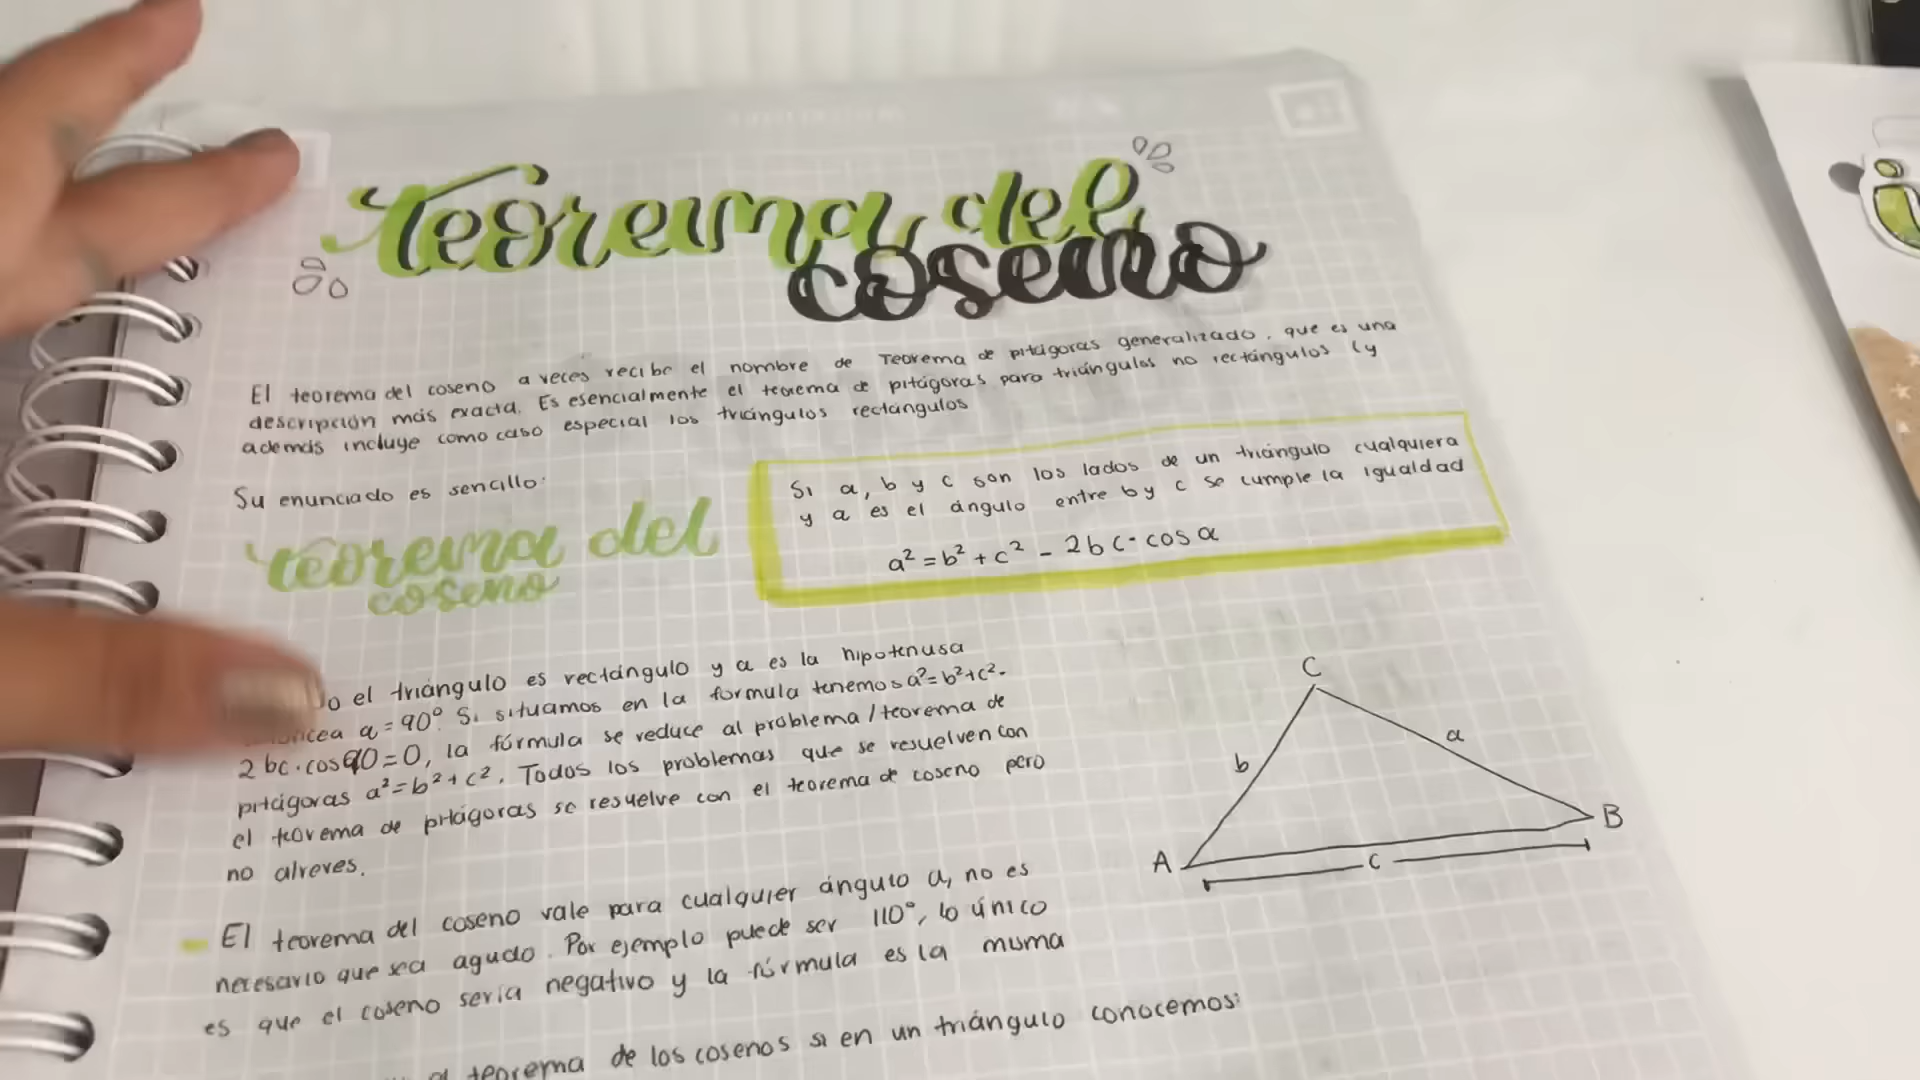 Teorema del
coseno
El teorema del coseno a veces recibe el nombre de Teorema de pitágoras generalizado, que es una
descripción más exacta. Es esencialmente el teorema de pitágoras para triángulos no rectángulos (y
además incluye como caso especial los triángulos rectángulos
Su enunciado es sencillo:
Si a, b y c son los lados de un triángulo cualquiera
y α es el ángulo entre b y c se cumple la igualdad
a² = b² + c² - 2bc · cos α
Teorema del
coseno
el triángulo es rectángulo y a es la hipotenusa
α = 90°. Si situamos en la formula tenemos a² = b² + c² -
2bc · cos 90 = 0, la fórmula se reduce al problema / teorema de
pitágoras a² = b² + c². Todos los problemas que se resuelven con
el teorema de pitágoras se resuelve con el teorema de coseno pero
no alreves.
C
b
a
A
B
c
El teorema del coseno vale para cualquier ángulo α, no es
necesario que sea agudo. Por ejemplo puede ser 110°, lo único
es que el coseno seria negativo y la fórmula es la misma
teorema de los cosenos si en un triángulo conocemos: